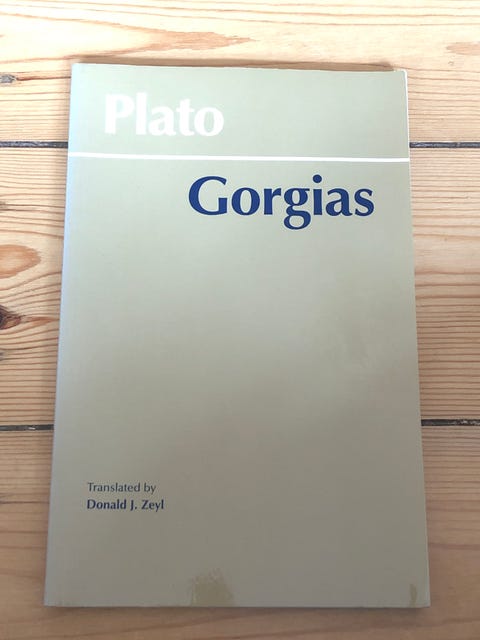 Plato
Gorgias
Translated by
Donald J. Zeyl